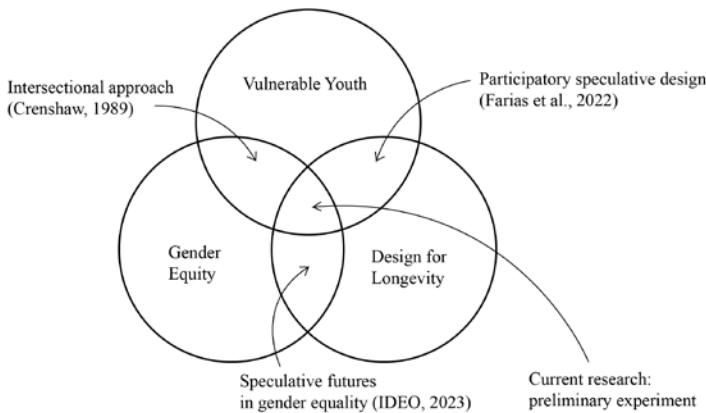 Vulnerable Youth
Intersectional approach
(Crenshaw, 1989)
Participatory speculative design
(Farias et al., 2022)
Gender
Equity
Design for
Longevity
Speculative futures
in gender equality (IDEO, 2023)
Current research:
preliminary experiment